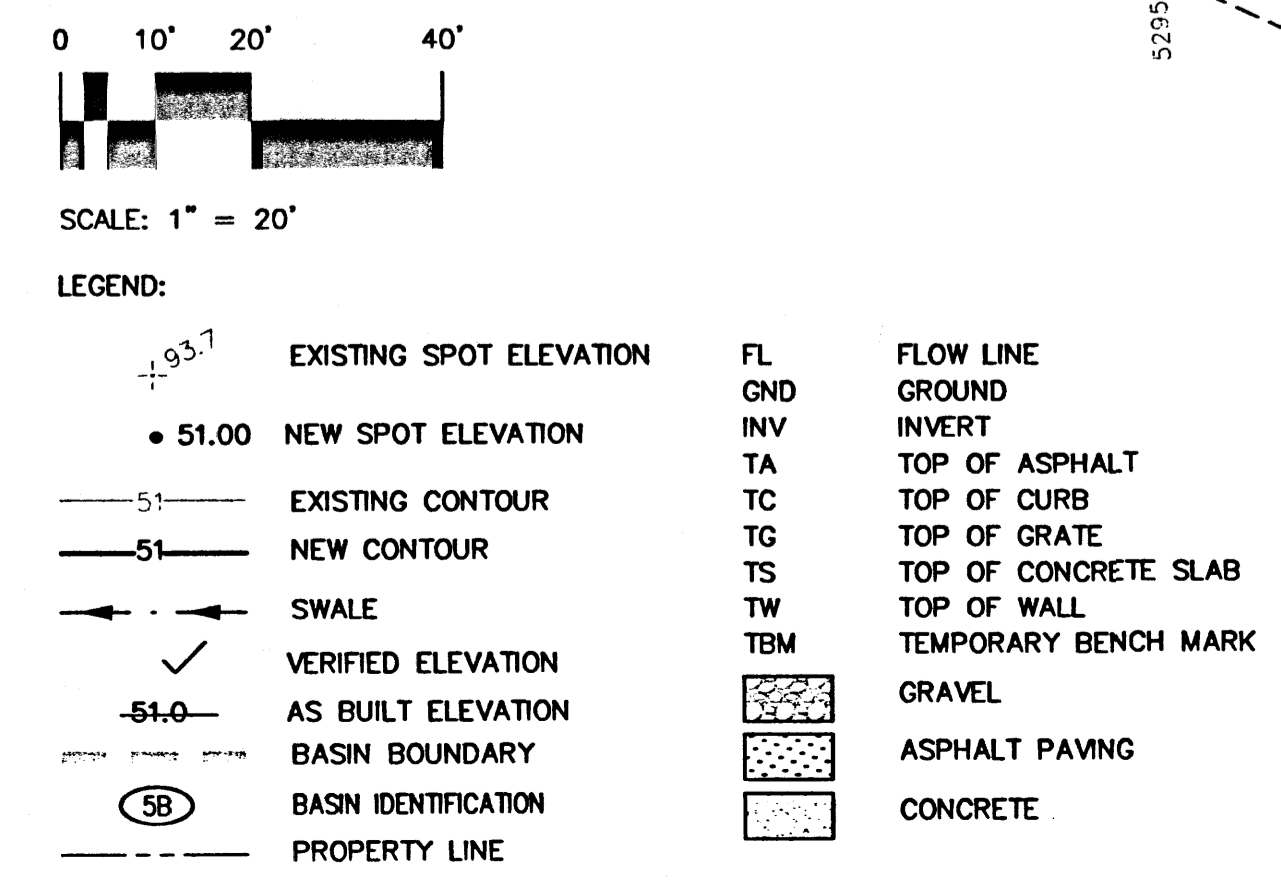 0 10' 20' 40'
5295
SCALE: 1" = 20'
LEGEND:
93.7 EXISTING SPOT ELEVATION
51.00 NEW SPOT ELEVATION
51 EXISTING CONTOUR
51 NEW CONTOUR
SWALE
VERIFIED ELEVATION
51.0 AS BUILT ELEVATION
BASIN BOUNDARY
5B BASIN IDENTIFICATION
PROPERTY LINE
FL FLOW LINE
GND GROUND
INV INVERT
TA TOP OF ASPHALT
TC TOP OF CURB
TG TOP OF GRATE
TS TOP OF CONCRETE SLAB
TW TOP OF WALL
TBM TEMPORARY BENCH MARK
GRAVEL
ASPHALT PAVING
CONCRETE